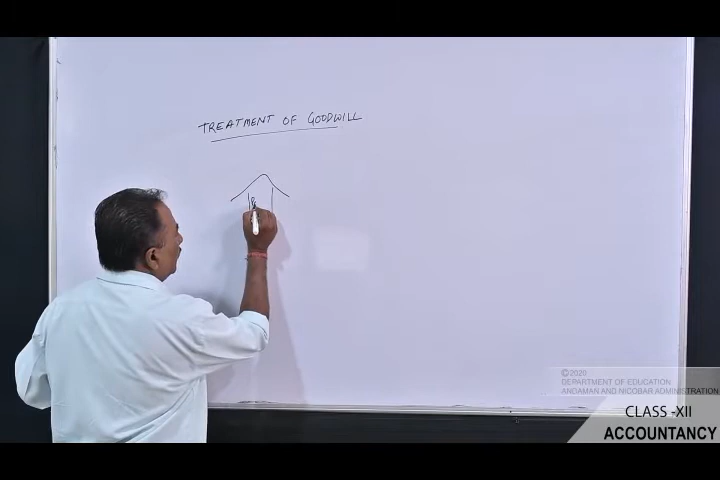 TREATMENT OF GOODWILL
©2020
DEPARTMENT OF EDUCATION
ANDAMAN AND NICOBAR ADMINISTRATION
CLASS -XII
ACCOUNTANCY